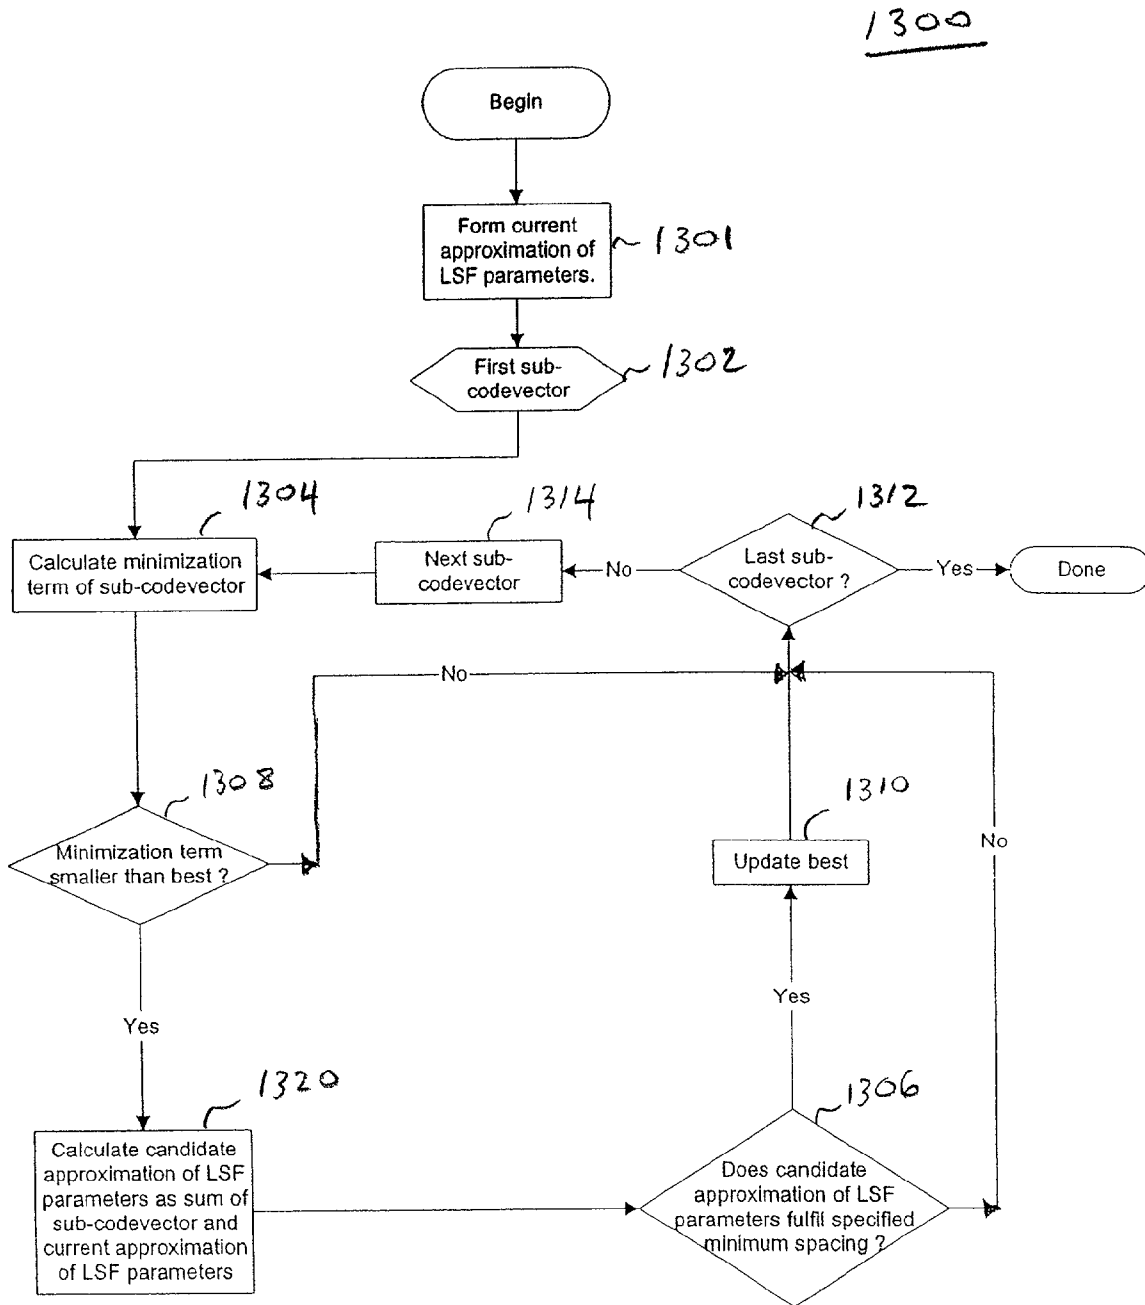 1300
Begin
Form current
approximation of
LSF parameters.
1301
First sub-
codevector
1302
1304
Calculate minimization
term of sub-codevector
1314
Next sub-
codevector
No
1312
Last sub-
codevector ?
Yes
Done
No
1308
Minimization term
smaller than best ?
1310
Update best
No
Yes
Yes
1320
Calculate candidate
approximation of LSF
parameters as sum of
sub-codevector and
current approximation
of LSF parameters
1306
Does candidate
approximation of LSF
parameters fulfil specified
minimum spacing ?